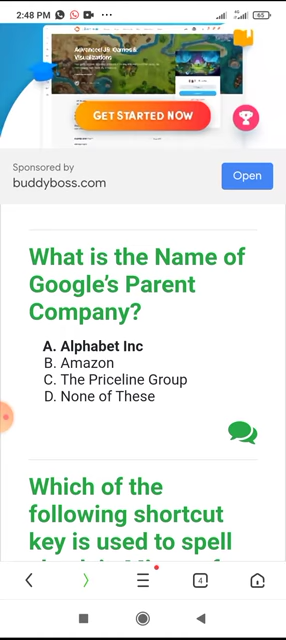 2:48 PM
65
Advanced JS: Games &
Visualizations
GET STARTED NOW
Sponsored by
buddyboss.com
Open
What is the Name of
Google's Parent
Company?
A. Alphabet Inc
B. Amazon
C. The Priceline Group
D. None of These
Which of the
following shortcut
key is used to spell
4